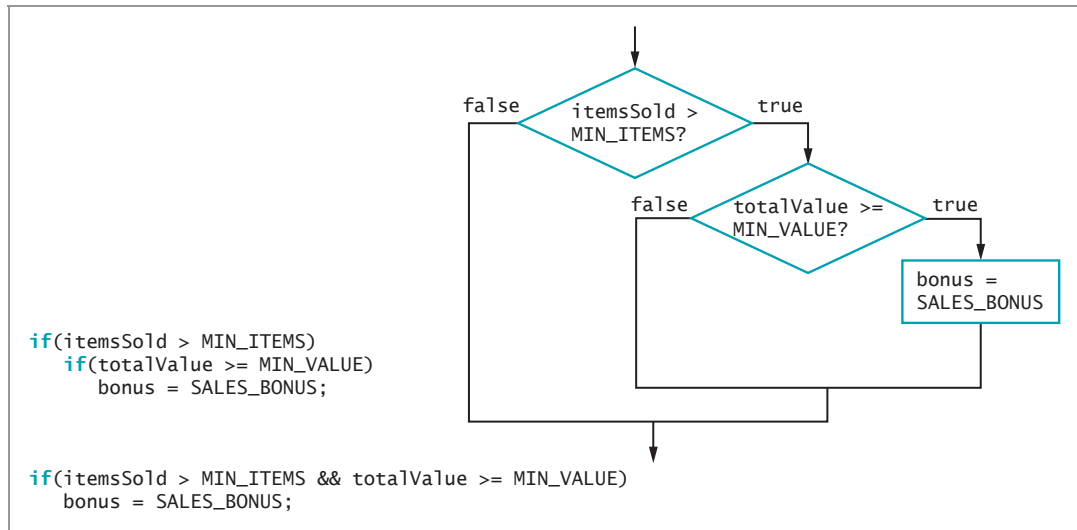 false
true
itemsSold >
MIN_ITEMS?
false
true
totalValue >=
MIN_VALUE?
bonus =
SALES_BONUS
if(itemsSold > MIN_ITEMS)
if(totalValue >= MIN_VALUE)
bonus = SALES_BONUS;
if(itemsSold > MIN_ITEMS && totalValue >= MIN_VALUE)
bonus = SALES_BONUS;